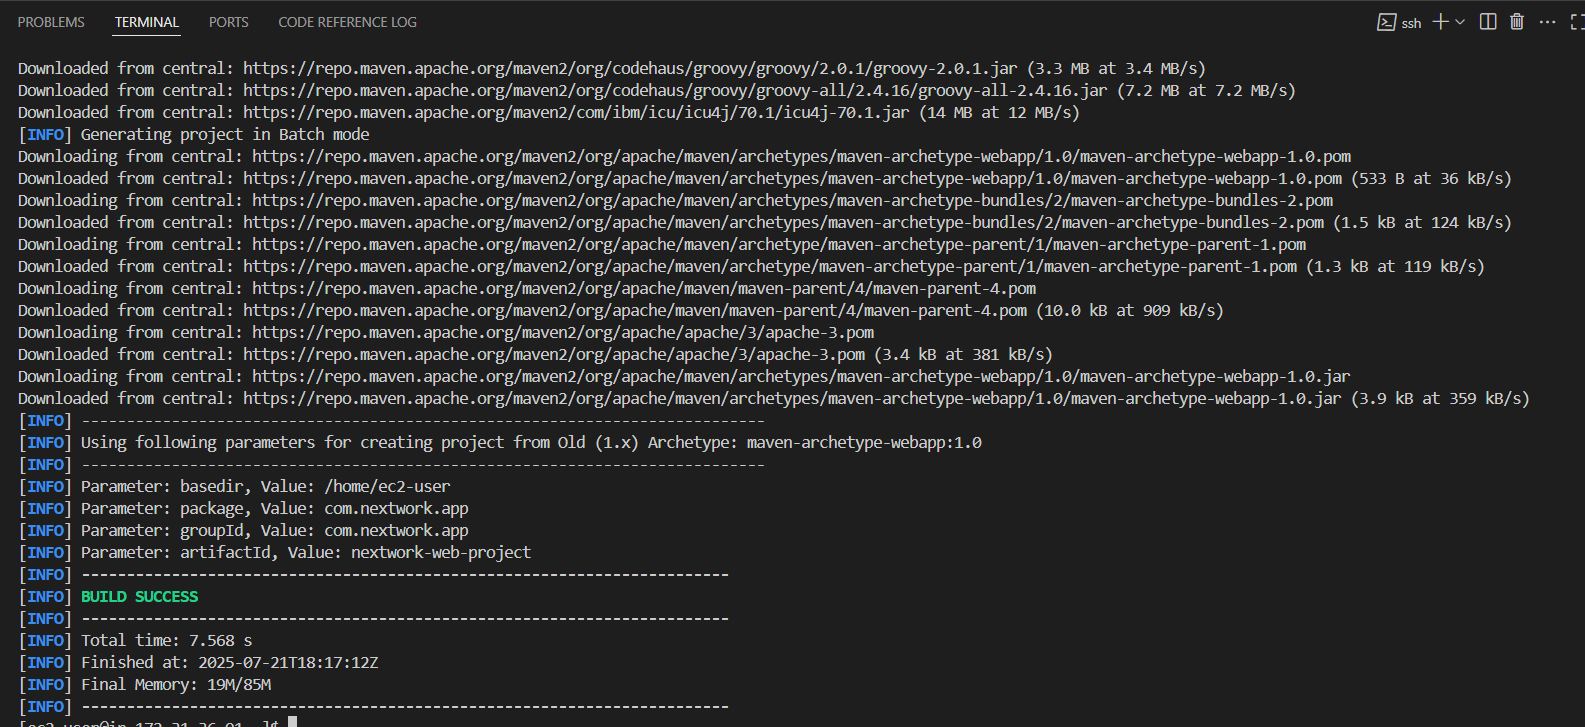 PROBLEMS TERMINAL PORTS CODE REFERENCE LOG ssh
Downloaded from central: https://repo.maven.apache.org/maven2/org/codehaus/groovy/groovy/2.0.1/groovy-2.0.1.jar (3.3 MB at 3.4 MB/s)
Downloaded from central: https://repo.maven.apache.org/maven2/org/codehaus/groovy/groovy-all/2.4.16/groovy-all-2.4.16.jar (7.2 MB at 7.2 MB/s)
Downloaded from central: https://repo.maven.apache.org/maven2/com/ibm/icu/icu4j/70.1/icu4j-70.1.jar (14 MB at 12 MB/s)
[INFO] Generating project in Batch mode
Downloading from central: https://repo.maven.apache.org/maven2/org/apache/maven/archetypes/maven-archetype-webapp/1.0/maven-archetype-webapp-1.0.pom
Downloaded from central: https://repo.maven.apache.org/maven2/org/apache/maven/archetypes/maven-archetype-webapp/1.0/maven-archetype-webapp-1.0.pom (533 B at 36 kB/s)
Downloading from central: https://repo.maven.apache.org/maven2/org/apache/maven/archetypes/maven-archetype-bundles/2/maven-archetype-bundles-2.pom
Downloaded from central: https://repo.maven.apache.org/maven2/org/apache/maven/archetypes/maven-archetype-bundles/2/maven-archetype-bundles-2.pom (1.5 kB at 124 kB/s)
Downloading from central: https://repo.maven.apache.org/maven2/org/apache/maven/archetype/maven-archetype-parent/1/maven-archetype-parent-1.pom
Downloaded from central: https://repo.maven.apache.org/maven2/org/apache/maven/archetype/maven-archetype-parent/1/maven-archetype-parent-1.pom (1.3 kB at 119 kB/s)
Downloading from central: https://repo.maven.apache.org/maven2/org/apache/maven/maven-parent/4/maven-parent-4.pom
Downloaded from central: https://repo.maven.apache.org/maven2/org/apache/maven/maven-parent/4/maven-parent-4.pom (10.0 kB at 909 kB/s)
Downloading from central: https://repo.maven.apache.org/maven2/org/apache/apache/3/apache-3.pom
Downloaded from central: https://repo.maven.apache.org/maven2/org/apache/apache/3/apache-3.pom (3.4 kB at 381 kB/s)
Downloading from central: https://repo.maven.apache.org/maven2/org/apache/maven/archetypes/maven-archetype-webapp/1.0/maven-archetype-webapp-1.0.jar
Downloaded from central: https://repo.maven.apache.org/maven2/org/apache/maven/archetypes/maven-archetype-webapp/1.0/maven-archetype-webapp-1.0.jar (3.9 kB at 359 kB/s)
[INFO] ----------------------------------------------------------------------------
[INFO] Using following parameters for creating project from Old (1.x) Archetype: maven-archetype-webapp:1.0
[INFO] ----------------------------------------------------------------------------
[INFO] Parameter: basedir, Value: /home/ec2-user
[INFO] Parameter: package, Value: com.nextwork.app
[INFO] Parameter: groupId, Value: com.nextwork.app
[INFO] Parameter: artifactId, Value: nextwork-web-project
[INFO] ------------------------------------------------------------------------
[INFO] BUILD SUCCESS
[INFO] ------------------------------------------------------------------------
[INFO] Total time: 7.568 s
[INFO] Finished at: 2025-07-21T18:17:12Z
[INFO] Final Memory: 19M/85M
[INFO] ------------------------------------------------------------------------